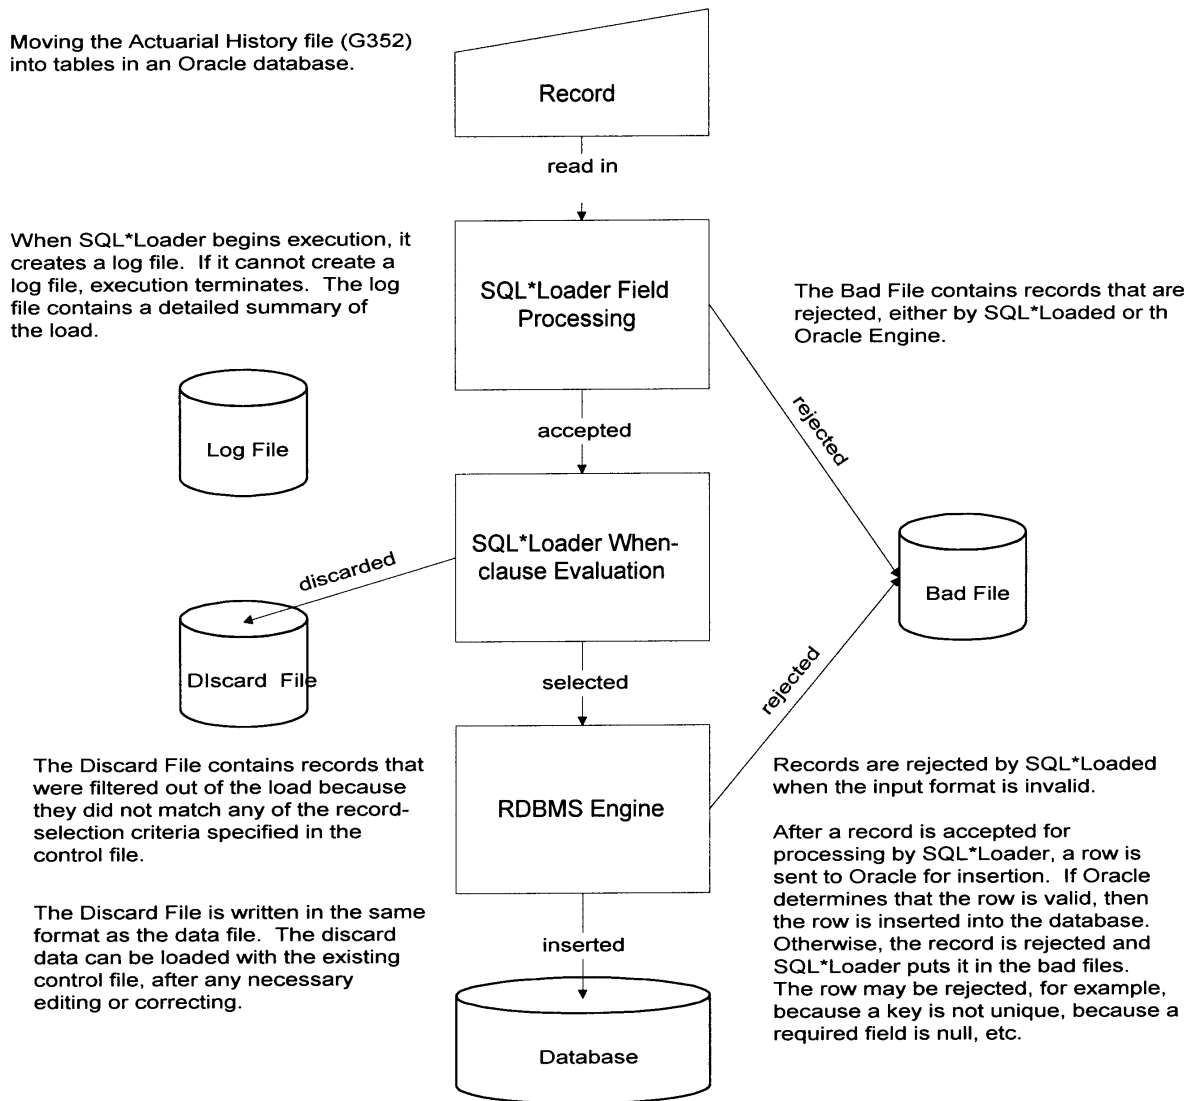 Moving the Actuarial History file (G352)
into tables in an Oracle database.
Record
read in
When SQL*Loader begins execution, it
creates a log file.  If it cannot create a
log file, execution terminates.  The log
file contains a detailed summary of
the load.
SQL*Loader Field
Processing
The Bad File contains records that are
rejected, either by SQL*Loaded or th
Oracle Engine.
Log File
accepted
rejected
SQL*Loader When-
clause Evaluation
discarded
Bad File
DIscard  File
selected
rejected
The Discard File contains records that
were filtered out of the load because
they did not match any of the record-
selection criteria specified in the
control file.
The Discard File is written in the same
format as the data file.  The discard
data can be loaded with the existing
control file, after any necessary
editing or correcting.
RDBMS Engine
Records are rejected by SQL*Loaded
when the input format is invalid.
After a record is accepted for
processing by SQL*Loader, a row is
sent to Oracle for insertion.  If Oracle
determines that the row is valid, then
the row is inserted into the database.
Otherwise, the record is rejected and
SQL*Loader puts it in the bad files.
The row may be rejected, for example,
because a key is not unique, because a
required field is null, etc.
inserted
Database